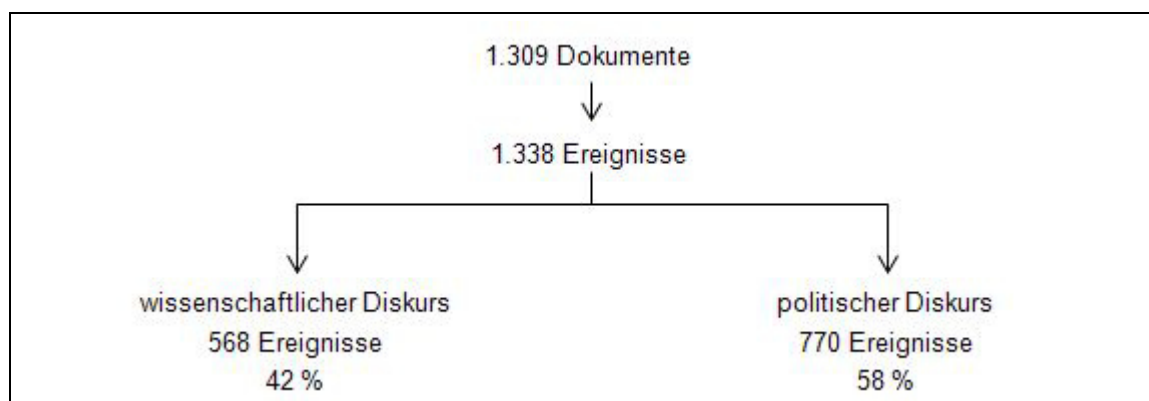 1.309 Dokumente
1.338 Ereignisse
wissenschaftlicher Diskurs
568 Ereignisse
42 %
politischer Diskurs
770 Ereignisse
58 %